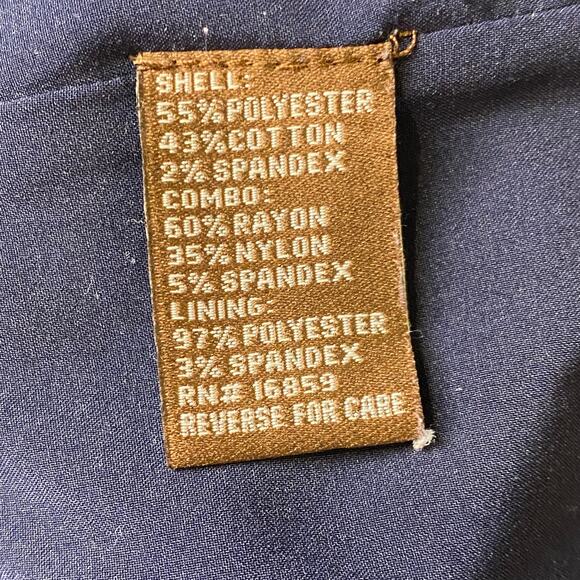 SHELL:
55%POLYESTER
43%COTTON
2% SPANDEX
COMBO:
60% RAYON
35% NYLON
5% SPANDEX
LINING:
97% POLYESTER
3% SPANDEX
RN# 16859
REVERSE FOR CARE